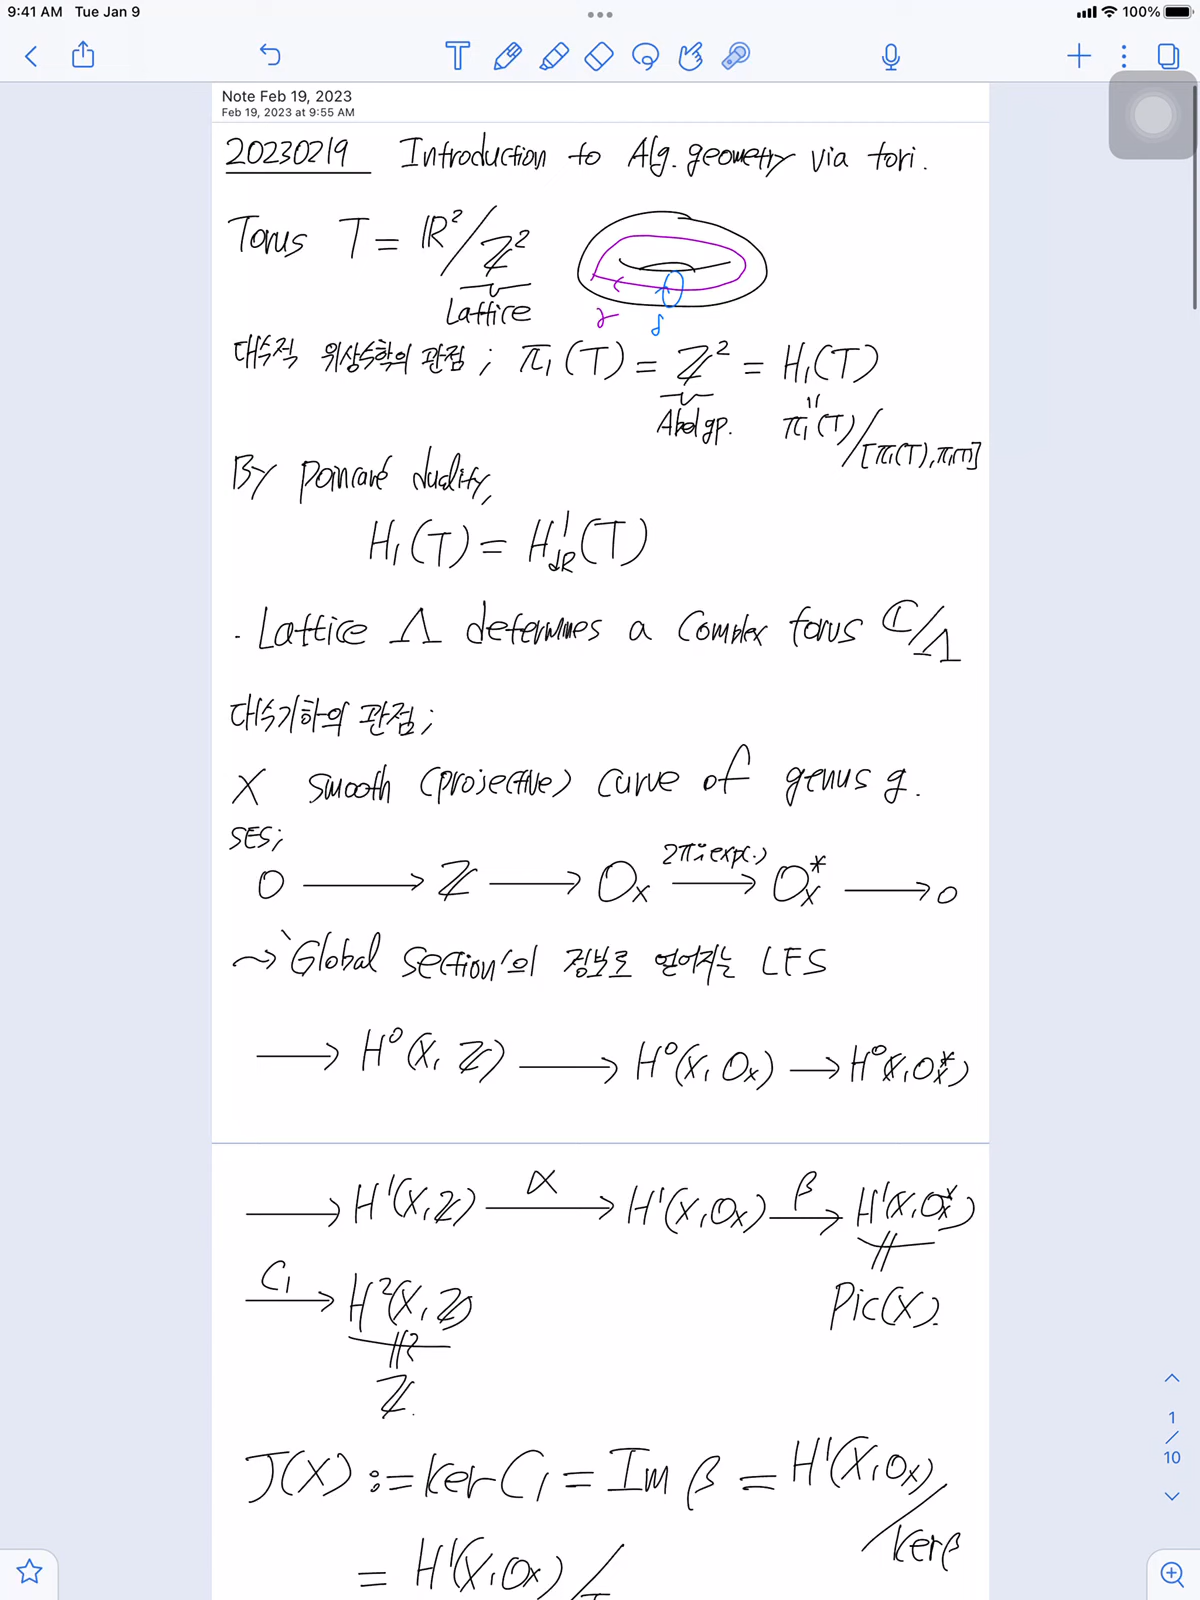 9:41 AM Tue Jan 9
100%
Note Feb 19, 2023
Feb 19, 2023 at 9:55 AM
20230219 Introduction to Alg. geometry via tori.
Torus T = ℝ²/ℤ²
Lattice
γ δ
대수적 위상수학의 관점; π₁(T) = ℤ² = H₁(T)
Abel gp. π₁(T)/[π₁(T), π₁(T)]
By Poincaré duality,
H₁(T) = H¹_dR(T)
· Lattice Λ determines a complex torus ℂ/Λ
대수기하의 관점;
X smooth (projective) curve of genus g.
SES;
0 → ℤ → O_X → O_X* → 0
2πi exp(·)
⇝ 'Global section'의 정보로 얻어지는 LES
→ H⁰(X, ℤ) → H⁰(X, O_X) → H⁰(X, O_X*)
→ H¹(X, ℤ) →α H¹(X, O_X) →β H¹(X, O_X*)
C₁ → H²(X, ℤ) Pic(X).
ℤ.
J(X) := ker C₁ = Im β = H¹(X, O_X)/ker β
= H¹(X, O_X)/
1
/
10